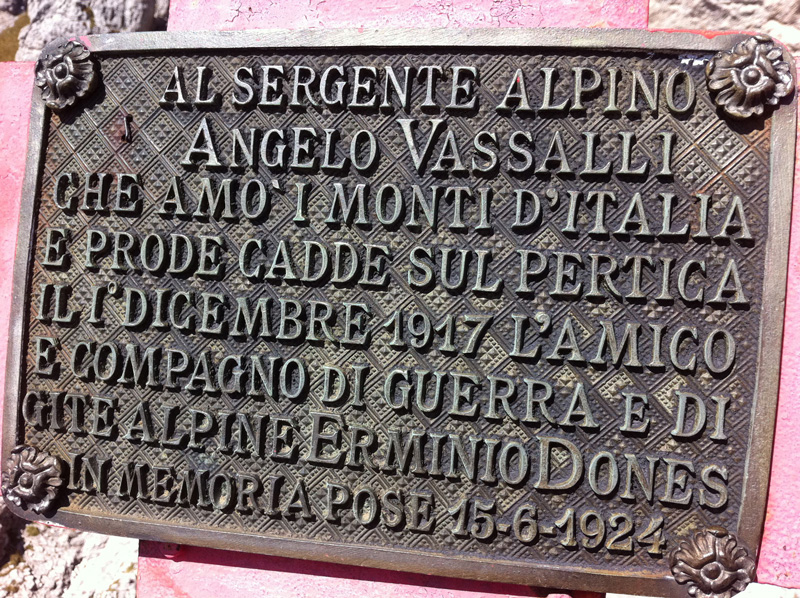 AL SERGENTE ALPINO
ANGELO VASSALLI
CHE AMO' I MONTI D'ITALIA
E PRODE CADDE SUL PERTICA
IL 1° DICEMBRE 1917 L'AMICO
E COMPAGNO DI GUERRA E DI
GITE ALPINE ERMINIO DONES
IN MEMORIA POSE 15-6-1924